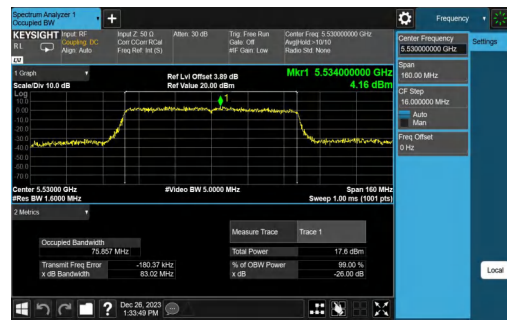 Spectrum Analyzer 1
Occupied BW
Frequency
KEYSIGHT Input: RF
R L
Coupling: DC
Align: Auto
Input Z: 50 Ω
Corr CCorr RCal
Freq Ref: Int (S)
Atten: 30 dB
Trig: Free Run
Gate: Off
#IF Gain: Low
Center Freq: 5.530000000 GHz
Avg|Hold:>10/10
Radio Std: None
LV
Center Frequency
5.530000000 GHz
Settings
Span
160.00 MHz
CF Step
16.000000 MHz
Auto
Man
Freq Offset
0 Hz
1 Graph
Scale/Div 10.0 dB
Ref Lvl Offset 3.89 dB
Ref Value 20.00 dBm
Mkr1 5.534000000 GHz
4.16 dBm
Log
10.0
0.00
-10.0
-20.0
-30.0
-40.0
-50.0
-60.0
-70.0
1
Center 5.53000 GHz
#Res BW 1.6000 MHz
#Video BW 5.0000 MHz
Span 160 MHz
Sweep 1.00 ms (1001 pts)
2 Metrics
Measure Trace
Trace 1
Occupied Bandwidth
75.857 MHz
Total Power
17.6 dBm
Transmit Freq Error
-180.37 kHz
% of OBW Power
99.00 %
x dB Bandwidth
83.02 MHz
x dB
-26.00 dB
Local
?
Dec 26, 2023
1:33:49 PM